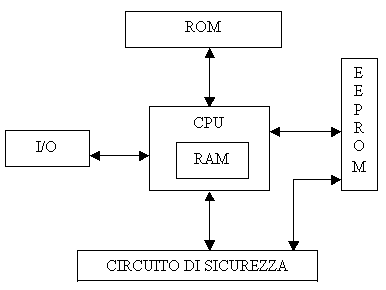 ROM
EEPROM
CPU
I/O
RAM
CIRCUITO DI SICUREZZA